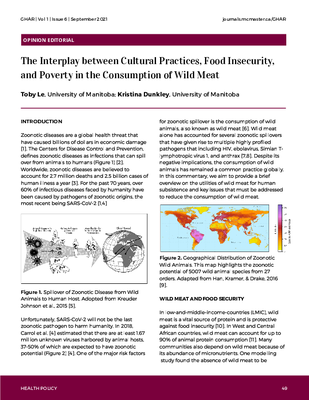 GHAR | Vol 1 | Issue 6 | September 2021
journals.mcmaster.ca/GHAR
OPINION EDITORIAL
The Interplay between Cultural Practices, Food Insecurity,
and Poverty in the Consumption of Wild Meat
Toby Le, University of Manitoba; Kristina Dunkley, University of Manitoba
INTRODUCTION
Zoonotic diseases are a global health threat that
have caused billions of dollars in economic damage
[1]. The Centers for Disease Control and Prevention,
defines zoonotic diseases as infections that can spill
over from animals to humans (Figure 1) [2].
Worldwide, zoonotic diseases are believed to
account for 2.7 million deaths and 2.5 billion cases of
human illness a year [3]. For the past 70 years, over
60% of infectious diseases faced by humanity have
been caused by pathogens of zoonotic origins, the
most recent being SARS-CoV-2 [1,4]
Figure 1. Spillover of Zoonotic Disease from Wild
Animals to Human Host. Adopted from Kreuder
Johnson et al., 2015 [5].
Unfortunately, SARS-CoV-2 will not be the last
zoonotic pathogen to harm humanity. In 2018,
Carrol et al. [4] estimated that there are at least 1.67
million unknown viruses harbored by animal hosts,
37-50% of which are expected to have zoonotic
potential (Figure 2) [4]. One of the major risk factors
for zoonotic spillover is the consumption of wild
animals, also known as wild meat [6]. Wild meat
alone has accounted for several zoonotic spillovers
that have given rise to multiple highly profiled
pathogens that including HIV, ebolavirus, Simian T-
lymphotropic virus 1, and anthrax [7,8]. Despite its
negative implications, the consumption of wild
animals has remained a common practice globally.
In this commentary, we aim to provide a brief
overview on the utilities of wild meat for human
subsistence and key issues that must be addressed
to reduce the consumption of wild meat.
Figure 2. Geographical Distribution of Zoonotic
Wild Animals. This map highlights the zoonotic
potential of 5007 wild animal species from 27
orders. Adapted from Han, Kramer, & Drake, 2016
[9].
WILD MEAT AND FOOD SECURITY
In low-and-middle-income-countries (LMIC), wild
meat is a vital source of protein and is protective
against food insecurity [10]. In West and Central
African countries, wild meat can account for up to
90% of animal protein consumption [11]. Many
communities also depend on wild meat because of
its abundance of micronutrients. One modelling
study found the absence of wild meat to be
HEALTH POLICY
49